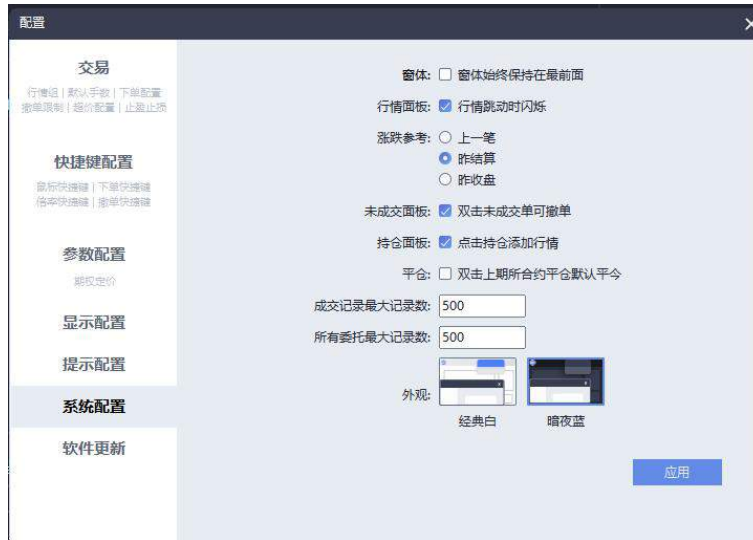 配置
交易
行情组 | 默认手数 | 下单配置
撤单限制 | 超价配置 | 止盈止损
快捷键配置
鼠标快捷键 | 下单快捷键
倍率快捷键 | 撤单快捷键
参数配置
期权定价
显示配置
提示配置
系统配置
软件更新
窗体: 窗体始终保持在最前面
行情面板: 行情跳动时闪烁
涨跌参考: 上一笔
昨结算
昨收盘
未成交面板: 双击未成交单可撤单
持仓面板: 点击持仓添加行情
平仓: 双击上期所合约平仓默认平今
成交记录最大记录数: 500
所有委托最大记录数: 500
外观:
经典白 暗夜蓝
应用